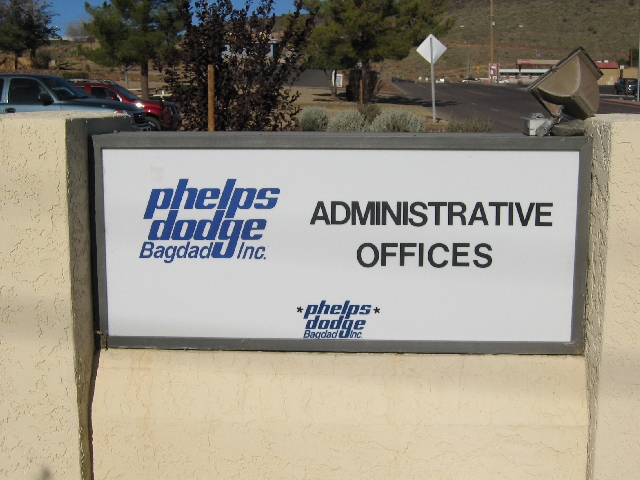 phelps
dodge
Bagdad Inc.
ADMINISTRATIVE
OFFICES
*phelps*
dodge
Bagdad Inc.